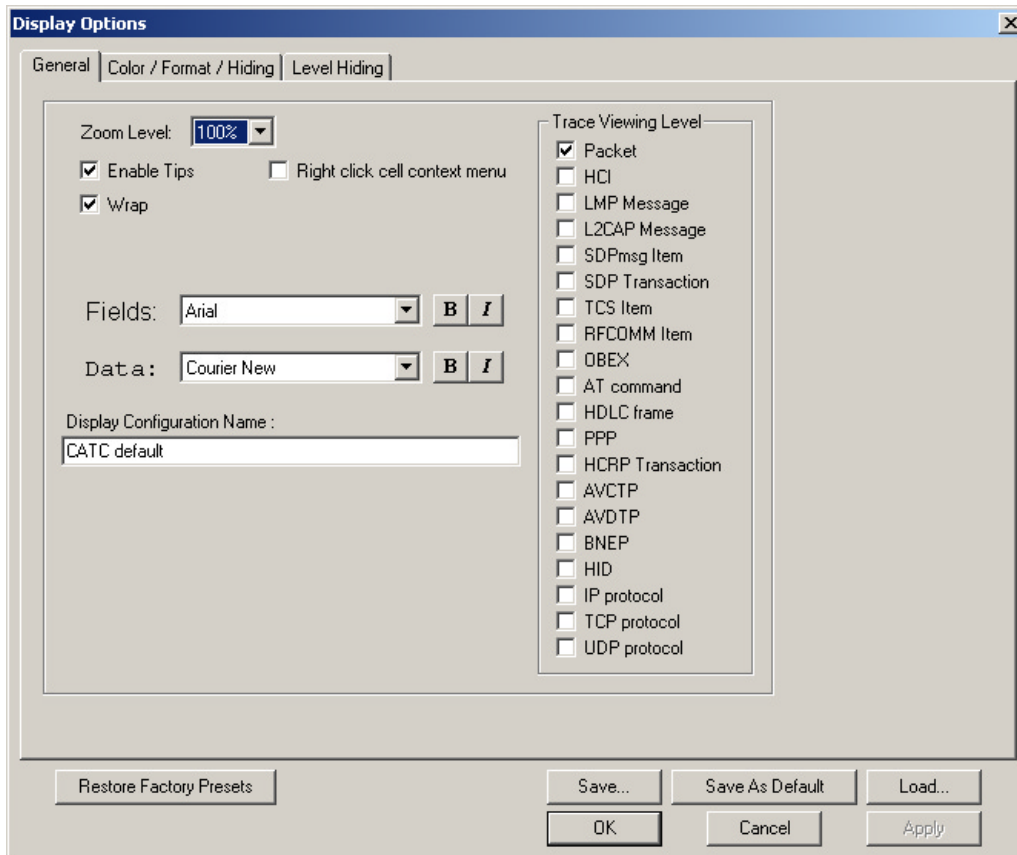 Display Options
General
Color / Format / Hiding
Level Hiding
Zoom Level: 100%
Enable Tips
Right click cell context menu
Wrap
Fields: Arial B I
Data: Courier New B I
Display Configuration Name :
CATC default
Trace Viewing Level
Packet
HCI
LMP Message
L2CAP Message
SDPmsg Item
SDP Transaction
TCS Item
RFCOMM Item
OBEX
AT command
HDLC frame
PPP
HCRP Transaction
AVCTP
AVDTP
BNEP
HID
IP protocol
TCP protocol
UDP protocol
Restore Factory Presets
Save...
Save As Default
Load...
OK
Cancel
Apply